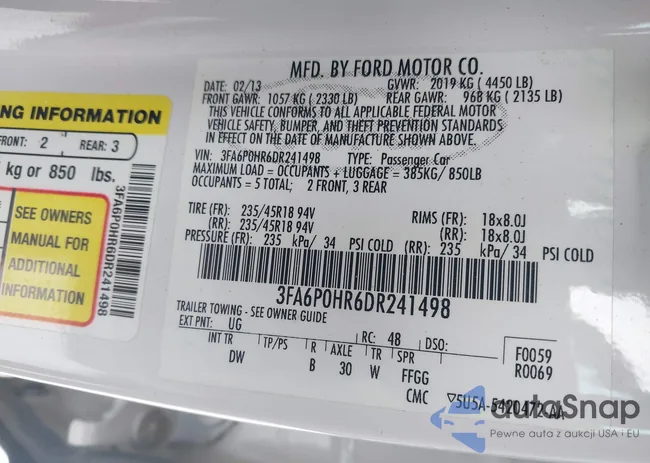 MFD. BY FORD MOTOR CO.
DATE: 02/13 GVWR: 2019 KG ( 4450 LB)
FRONT GAWR: 1057 KG ( 2330 LB) REAR GAWR: 968 KG ( 2135 LB)
THIS VEHICLE CONFORMS TO ALL APPLICABLE FEDERAL MOTOR
VEHICLE SAFETY, BUMPER, AND THEFT PREVENTION STANDARDS
IN EFFECT ON THE DATE OF MANUFACTURE SHOWN ABOVE.
VIN: 3FA6P0HR6DR241498 TYPE: Passenger Car
MAXIMUM LOAD = OCCUPANTS + LUGGAGE = 385KG/ 850LB
OCCUPANTS = 5 TOTAL; 2 FRONT, 3 REAR
TIRE (FR): 235/45R18 94V RIMS (FR): 18x8.0J
(RR): 235/45R18 94V (RR): 18x8.0J
PRESSURE (FR): 235 kPa/ 34 PSI COLD (RR): 235 kPa/ 34 PSI COLD
3FA6P0HR6DR241498
TRAILER TOWING - SEE OWNER GUIDE
EXT PNT: UG RC: 48 DSO:
F0059
R0069
INT TR TP/PS R AXLE TR SPR
DW B 30 W FFGG
CMC 5U5A-5420472-AA
NG INFORMATION
FRONT: 2 REAR: 3
kg or 850 lbs.
SEE OWNERS
MANUAL FOR
ADDITIONAL
INFORMATION
3FA6P0HR6DR241498
autoSnap
Pewne auta z aukcji USA i EU